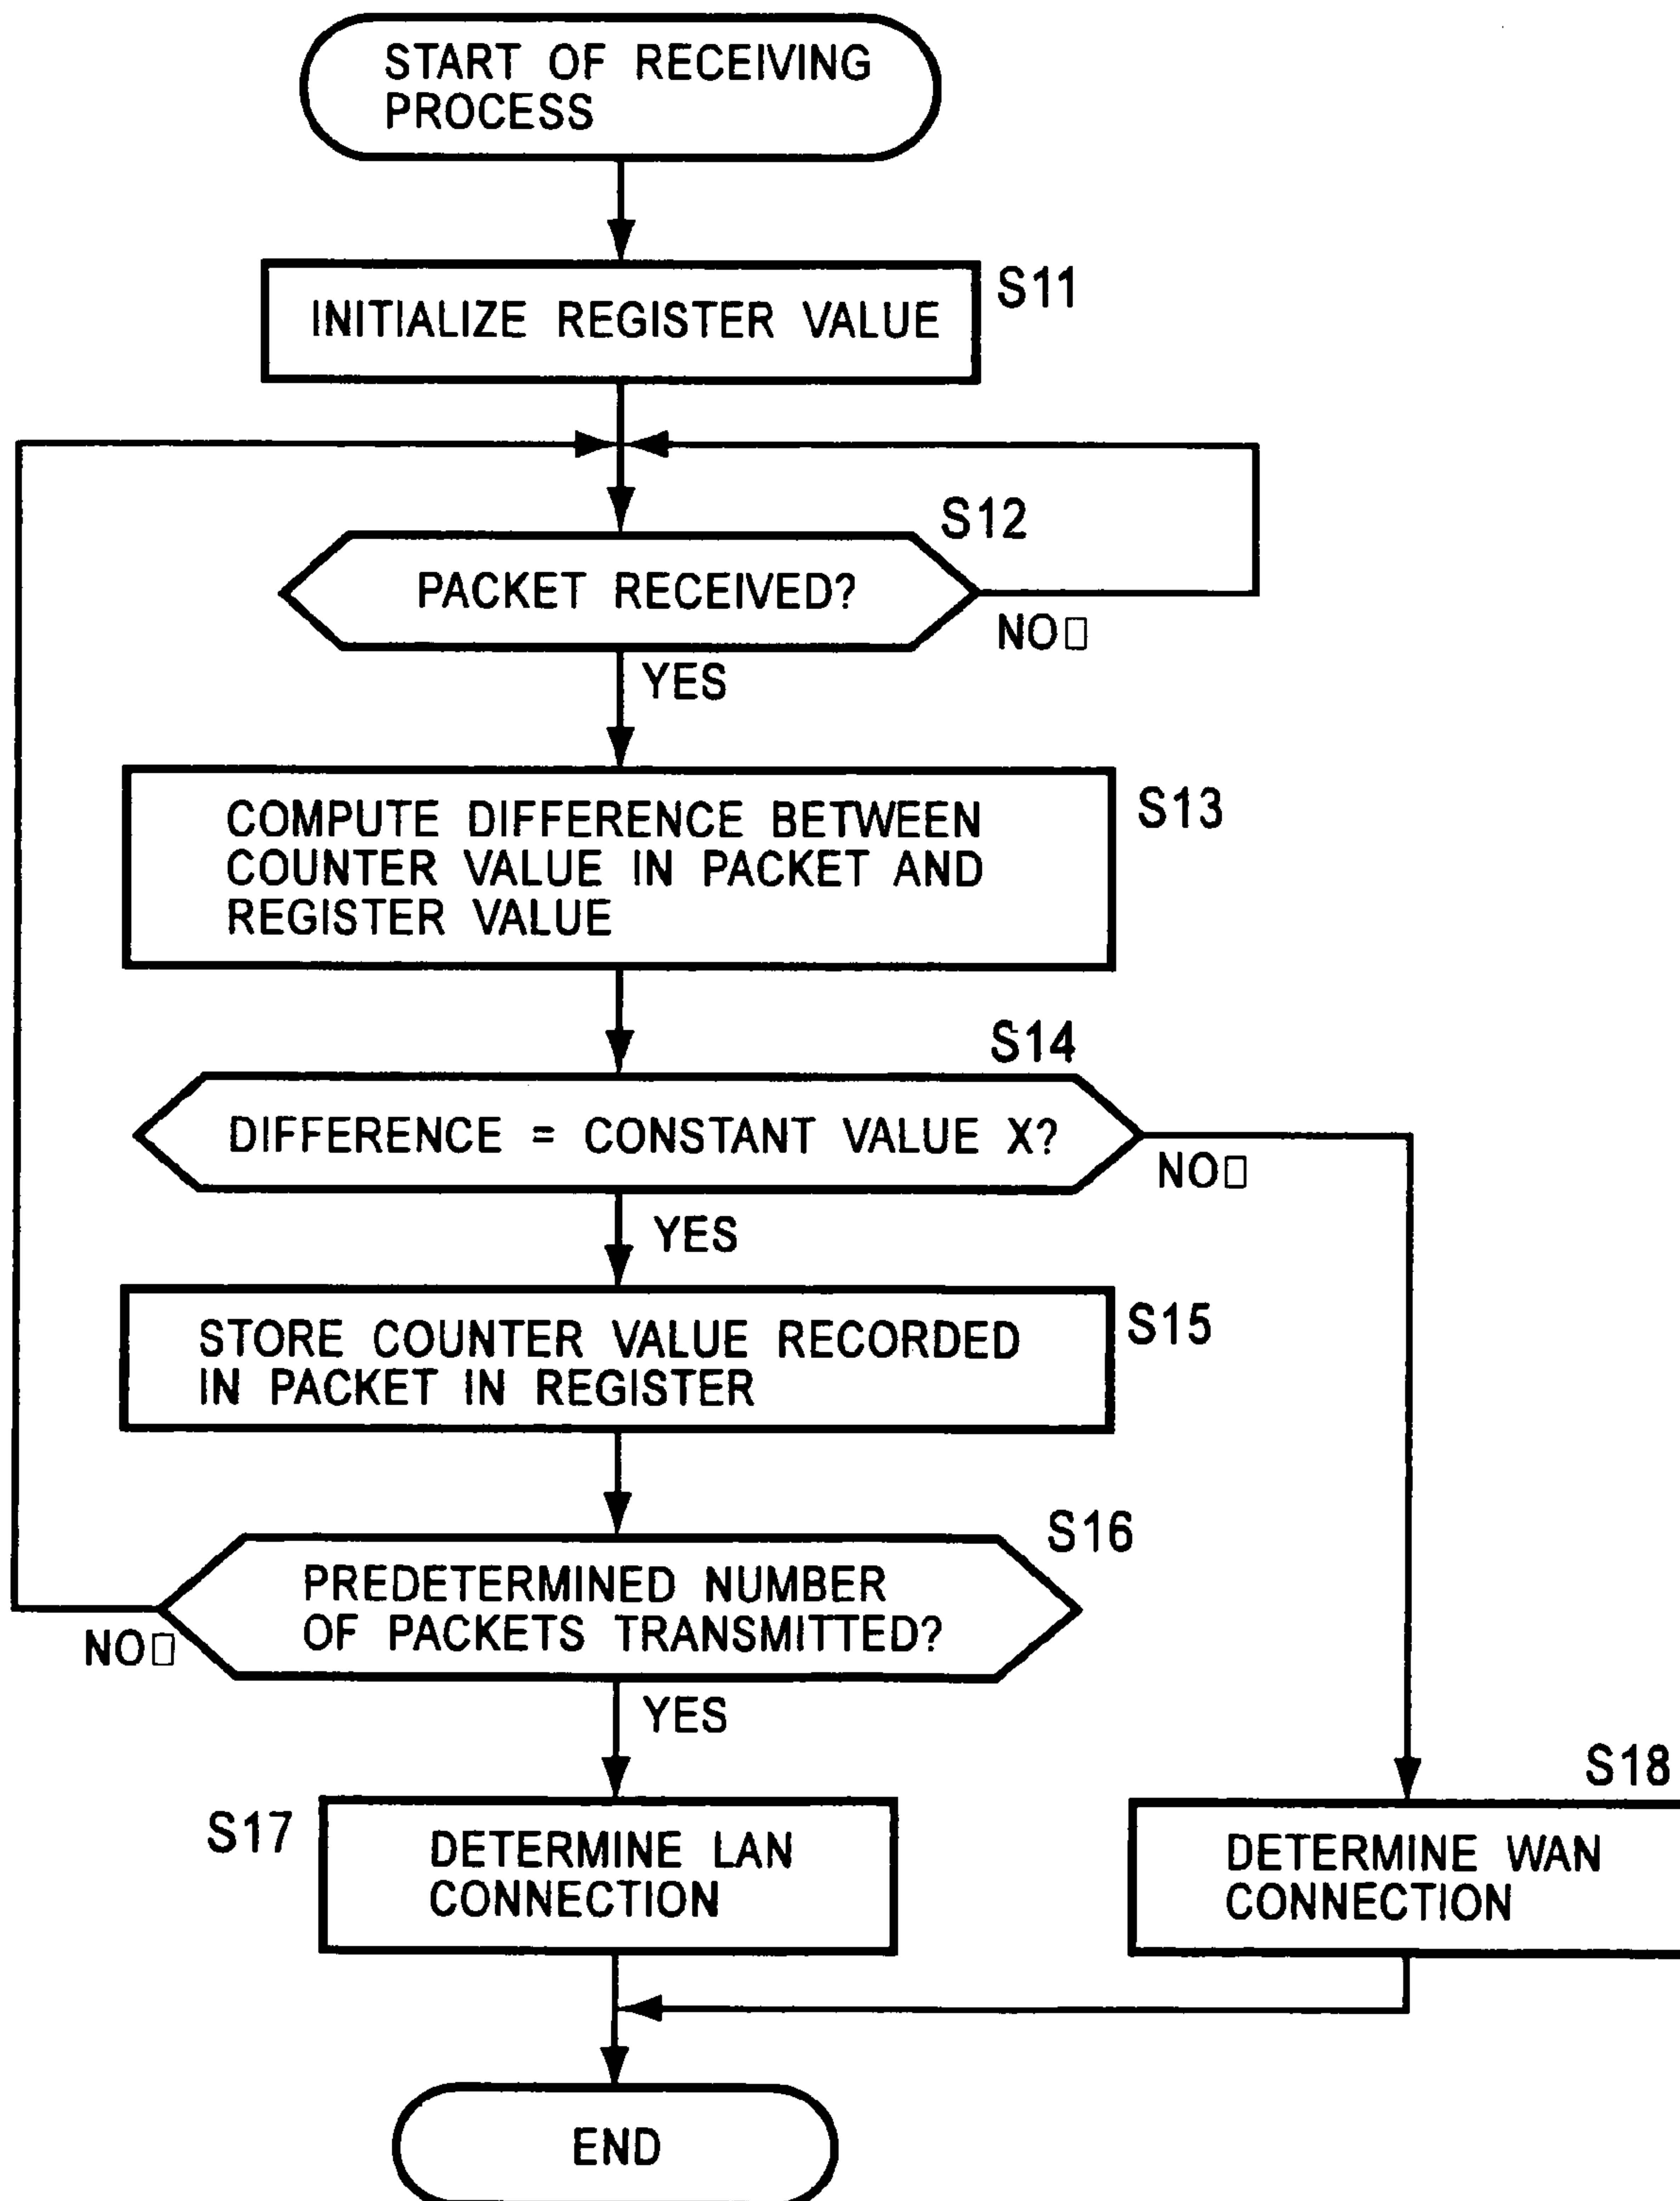 START OF RECEIVING
PROCESS
S11
INITIALIZE REGISTER VALUE
S12
PACKET RECEIVED?
NO
YES
S13
COMPUTE DIFFERENCE BETWEEN
COUNTER VALUE IN PACKET AND
REGISTER VALUE
S14
DIFFERENCE = CONSTANT VALUE X?
NO
YES
S15
STORE COUNTER VALUE RECORDED
IN PACKET IN REGISTER
S16
PREDETERMINED NUMBER
OF PACKETS TRANSMITTED?
NO
YES
S17
DETERMINE LAN
CONNECTION
S18
DETERMINE WAN
CONNECTION
END